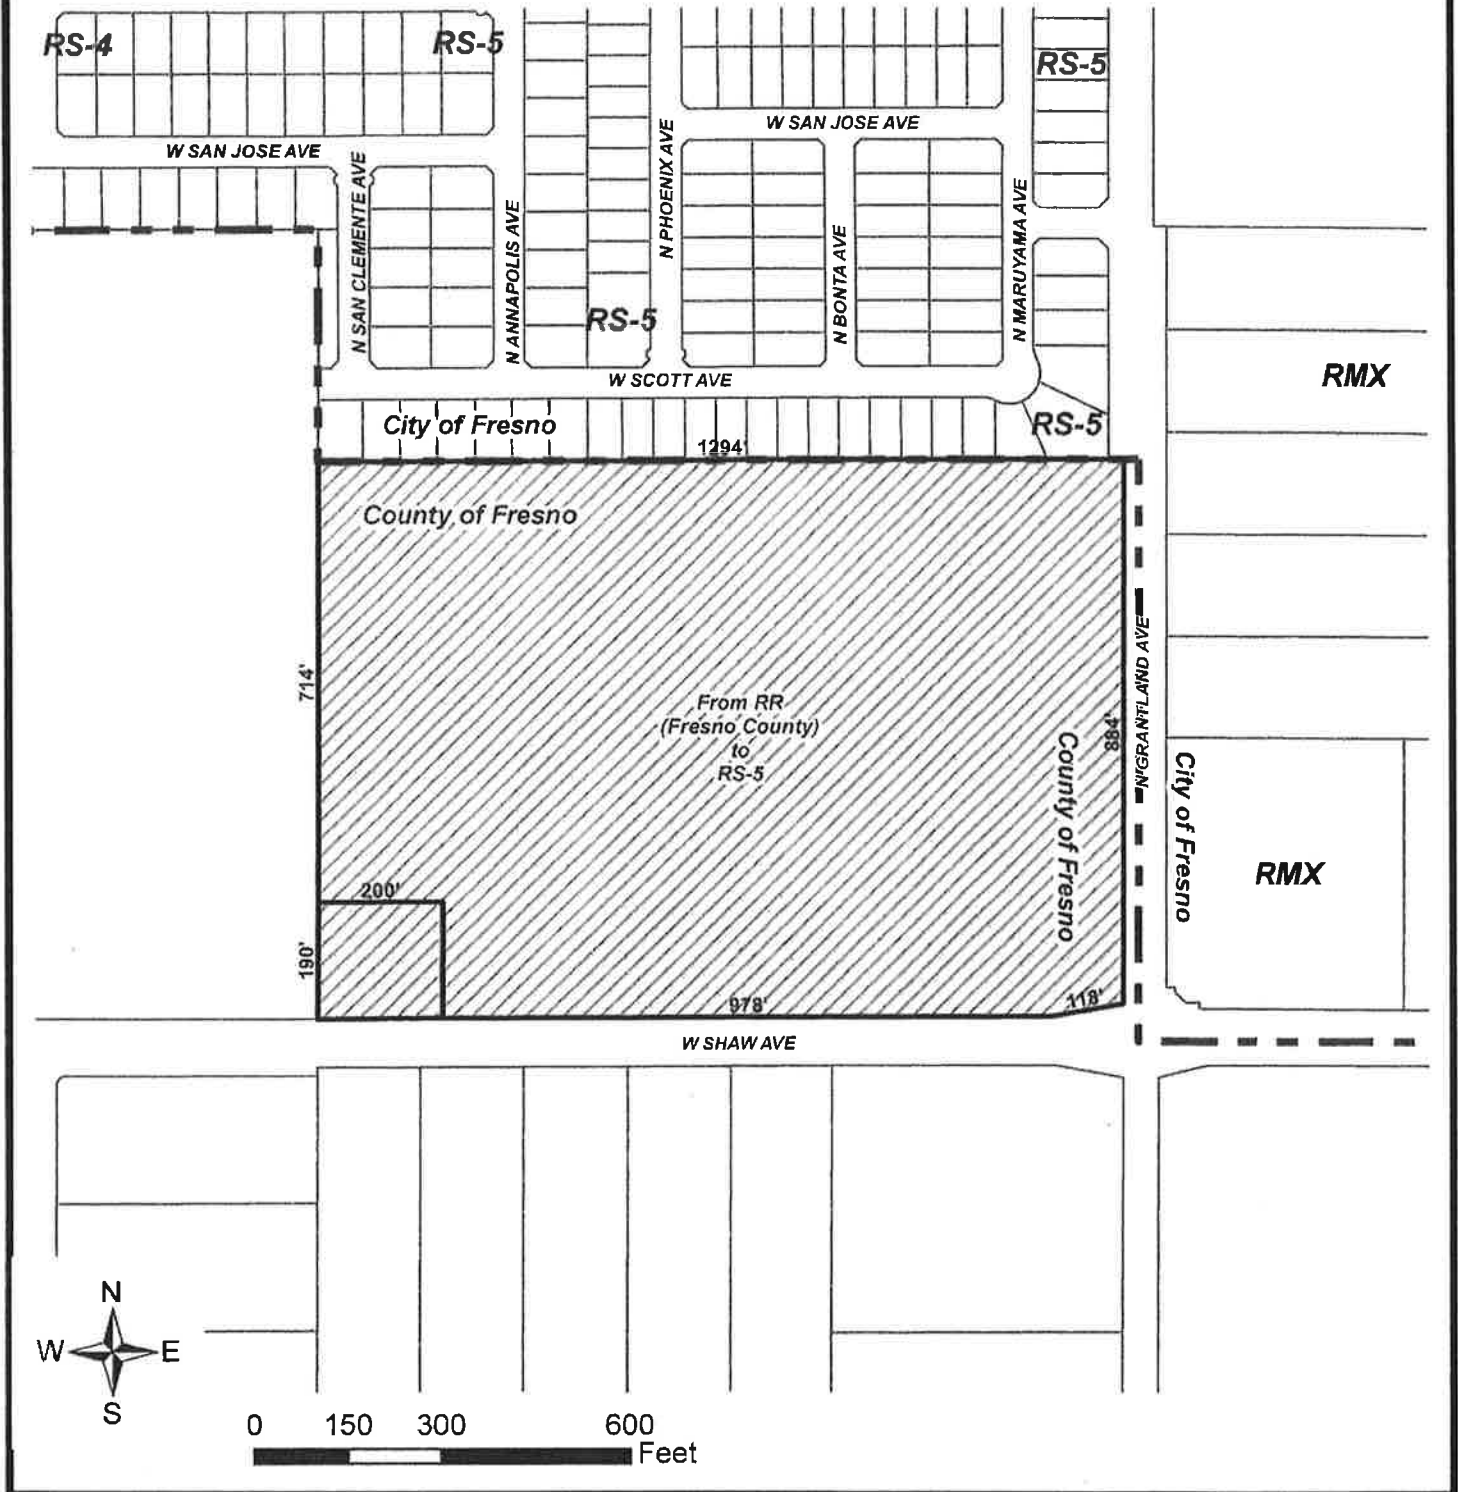 RS-4
RS-5
RS-5
W SAN JOSE AVE
W SAN JOSE AVE
N SAN CLEMENTE AVE
N ANNAPOLIS AVE
N PHOENIX AVE
N BONTA AVE
N MARUYAMA AVE
RS-5
W SCOTT AVE
RMX
City of Fresno
RS-5
1294'
County of Fresno
714'
From RR
(Fresno County)
to
RS-5
884'
N GRANTLAND AVE
County of Fresno
City of Fresno
RMX
200'
190'
978'
118'
W SHAW AVE
N
W
E
S
0 150 300 600
Feet